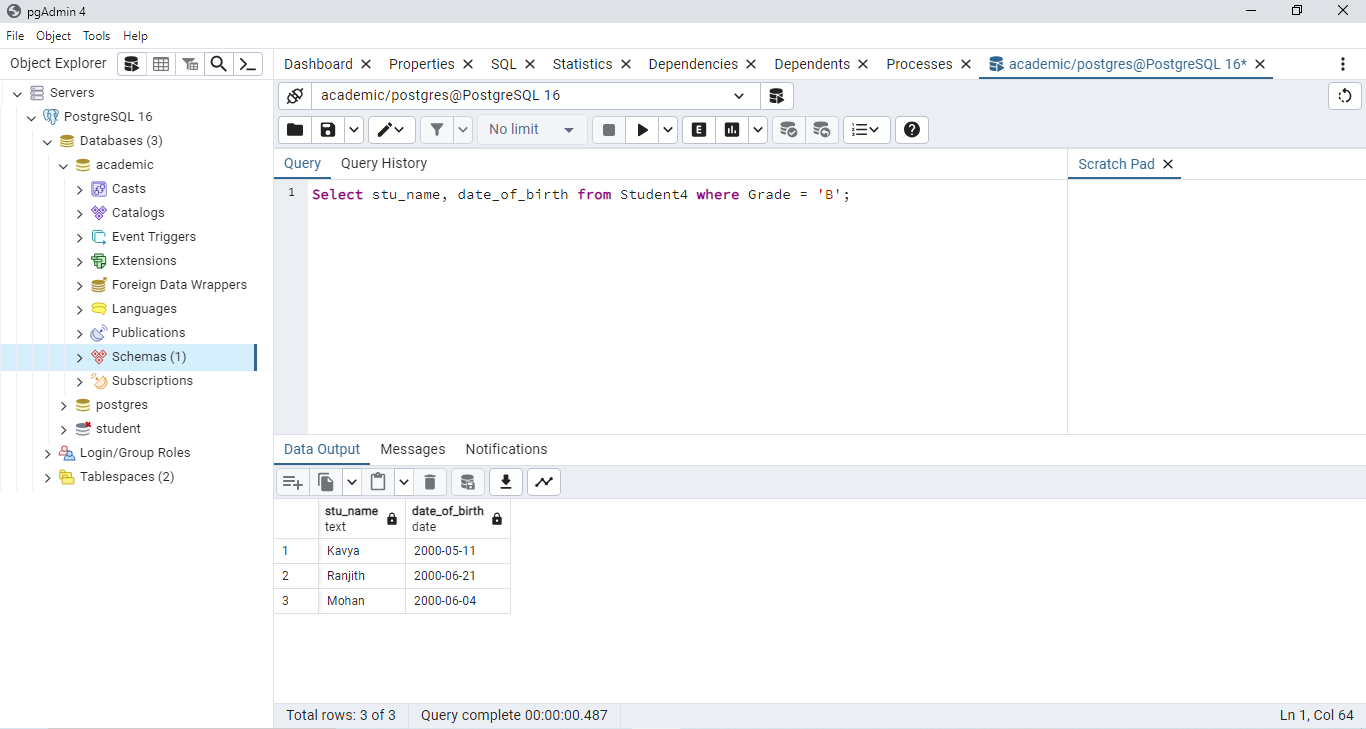 pgAdmin 4
File Object Tools Help
Object Explorer
Dashboard Properties SQL Statistics Dependencies Dependents Processes academic/postgres@PostgreSQL 16*
Servers
PostgreSQL 16
Databases (3)
academic
Casts
Catalogs
Event Triggers
Extensions
Foreign Data Wrappers
Languages
Publications
Schemas (1)
Subscriptions
postgres
student
Login/Group Roles
Tablespaces (2)
academic/postgres@PostgreSQL 16
No limit
E
Query Query History
Scratch Pad
1 Select stu_name, date_of_birth from Student4 where Grade = 'B';
Data Output Messages Notifications
stu_name date_of_birth
text date
1 Kavya 2000-05-11
2 Ranjith 2000-06-21
3 Mohan 2000-06-04
Total rows: 3 of 3 Query complete 00:00:00.487 Ln 1, Col 64